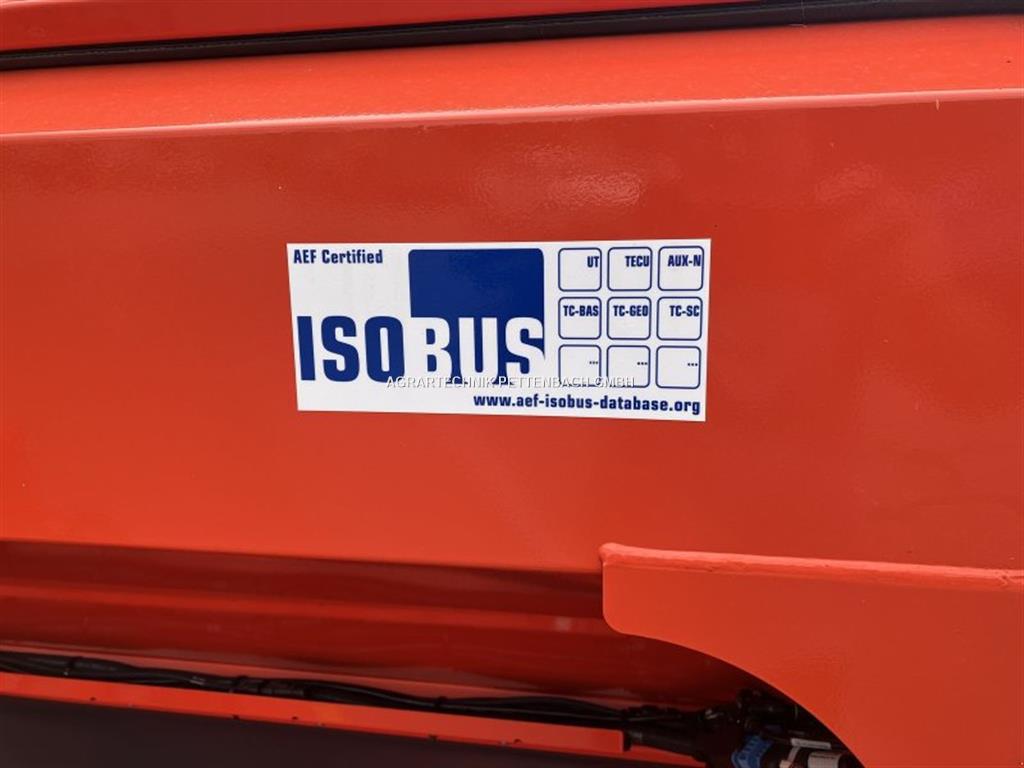 AEF Certified
ISOBUS
UT TECU AUX-N
TC-BAS TC-GEO TC-SC
... ... ...
AGRARTECHNIK PETTENBACH GMBH
www.aef-isobus-database.org